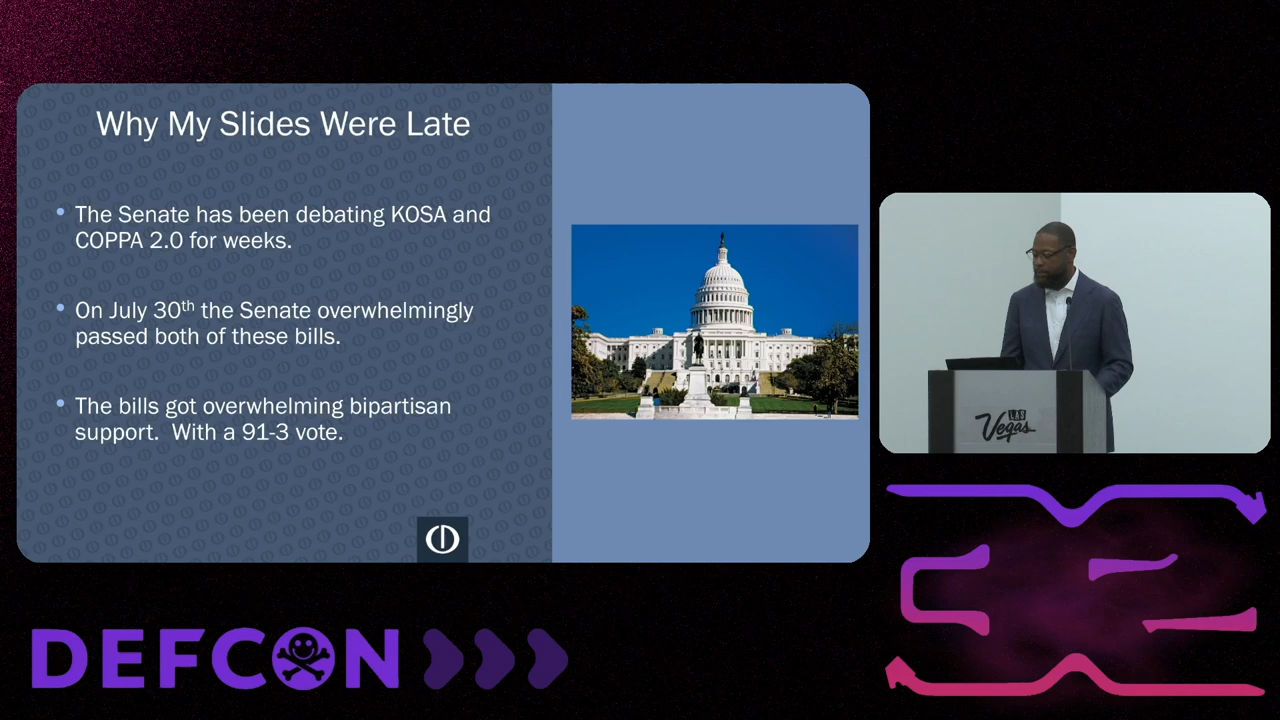 Why My Slides Were Late
• The Senate has been debating KOSA and
COPPA 2.0 for weeks.
• On July 30th the Senate overwhelmingly
passed both of these bills.
• The bills got overwhelming bipartisan
support. With a 91-3 vote.
LAS
Vegas
DEFCON